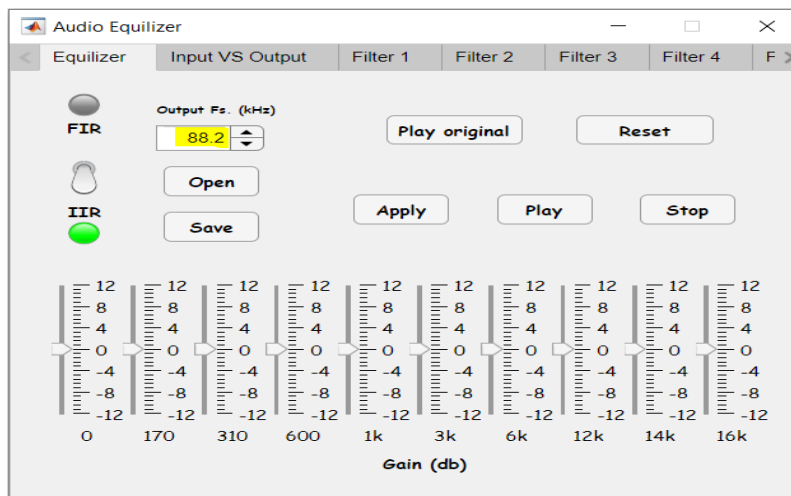 Audio Equilizer
Equilizer Input VS Output Filter 1 Filter 2 Filter 3 Filter 4 F
FIR
Output Fs. (kHz)
88.2
Play original Reset
Open
IIR
Apply Play Stop
Save
12 12 12 12 12 12 12 12 12 12
8 8 8 8 8 8 8 8 8 8
4 4 4 4 4 4 4 4 4 4
0 0 0 0 0 0 0 0 0 0
-4 -4 -4 -4 -4 -4 -4 -4 -4 -4
-8 -8 -8 -8 -8 -8 -8 -8 -8 -8
-12 -12 -12 -12 -12 -12 -12 -12 -12 -12
0 170 310 600 1k 3k 6k 12k 14k 16k
Gain (db)